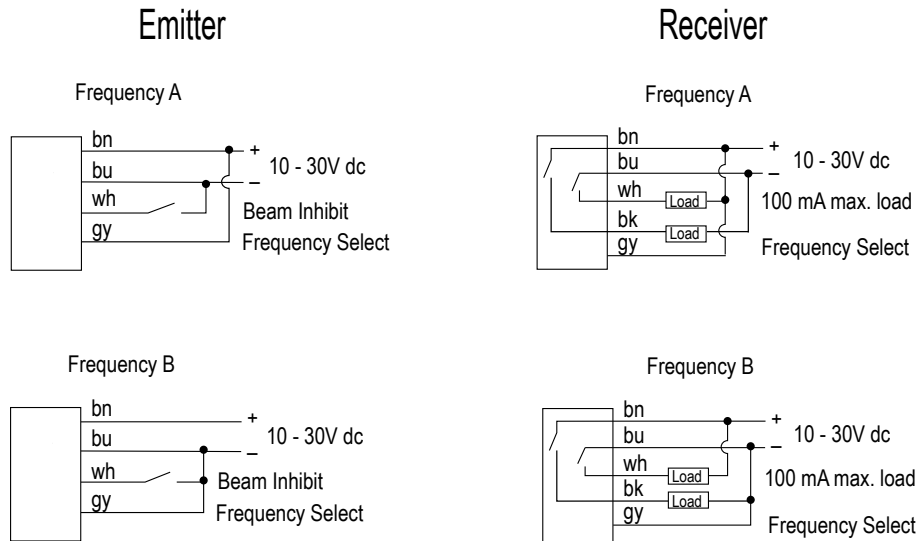 Emitter
Receiver
Frequency A
bn
+
bu
10 - 30V dc
–
wh
Beam Inhibit
gy
Frequency Select
Frequency A
bn
+
bu
10 - 30V dc
–
wh
Load
100 mA max. load
bk
Load
gy
Frequency Select
Frequency B
bn
+
bu
10 - 30V dc
–
wh
Beam Inhibit
gy
Frequency Select
Frequency B
bn
+
bu
10 - 30V dc
–
wh
Load
100 mA max. load
bk
Load
gy
Frequency Select